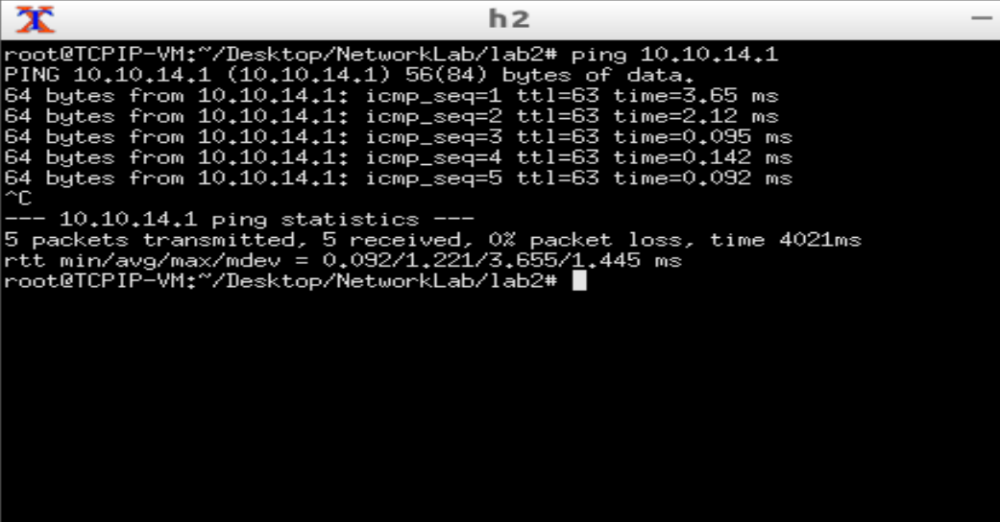 h2
root@TCPIP-VM:~/Desktop/NetworkLab/lab2# ping 10.10.14.1
PING 10.10.14.1 (10.10.14.1) 56(84) bytes of data.
64 bytes from 10.10.14.1: icmp_seq=1 ttl=63 time=3.65 ms
64 bytes from 10.10.14.1: icmp_seq=2 ttl=63 time=2.12 ms
64 bytes from 10.10.14.1: icmp_seq=3 ttl=63 time=0.095 ms
64 bytes from 10.10.14.1: icmp_seq=4 ttl=63 time=0.142 ms
64 bytes from 10.10.14.1: icmp_seq=5 ttl=63 time=0.092 ms
^C
--- 10.10.14.1 ping statistics ---
5 packets transmitted, 5 received, 0% packet loss, time 4021ms
rtt min/avg/max/mdev = 0.092/1.221/3.655/1.445 ms
root@TCPIP-VM:~/Desktop/NetworkLab/lab2#